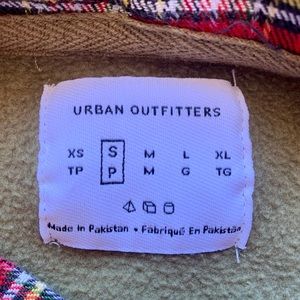 URBAN OUTFITTERS
XS S M L XL
TP P M G TG
Made In Pakistan • Fabriqué En Pakistan